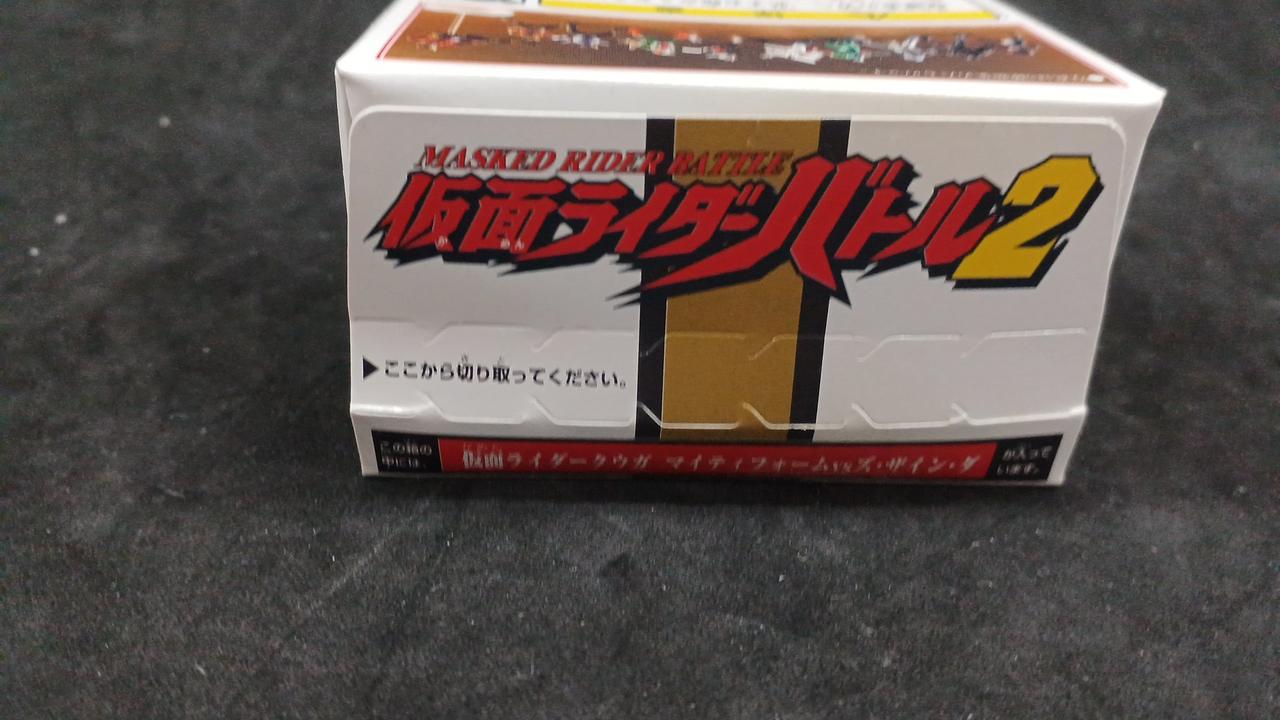 MASKED RIDER BATTLE
仮面ライダーバトル2
かめん
▶ここから切り取ってください。
この箱の
中には、
仮面ライダークウガ マイティフォームvsズ・ザイン・ダ
が入って
います。